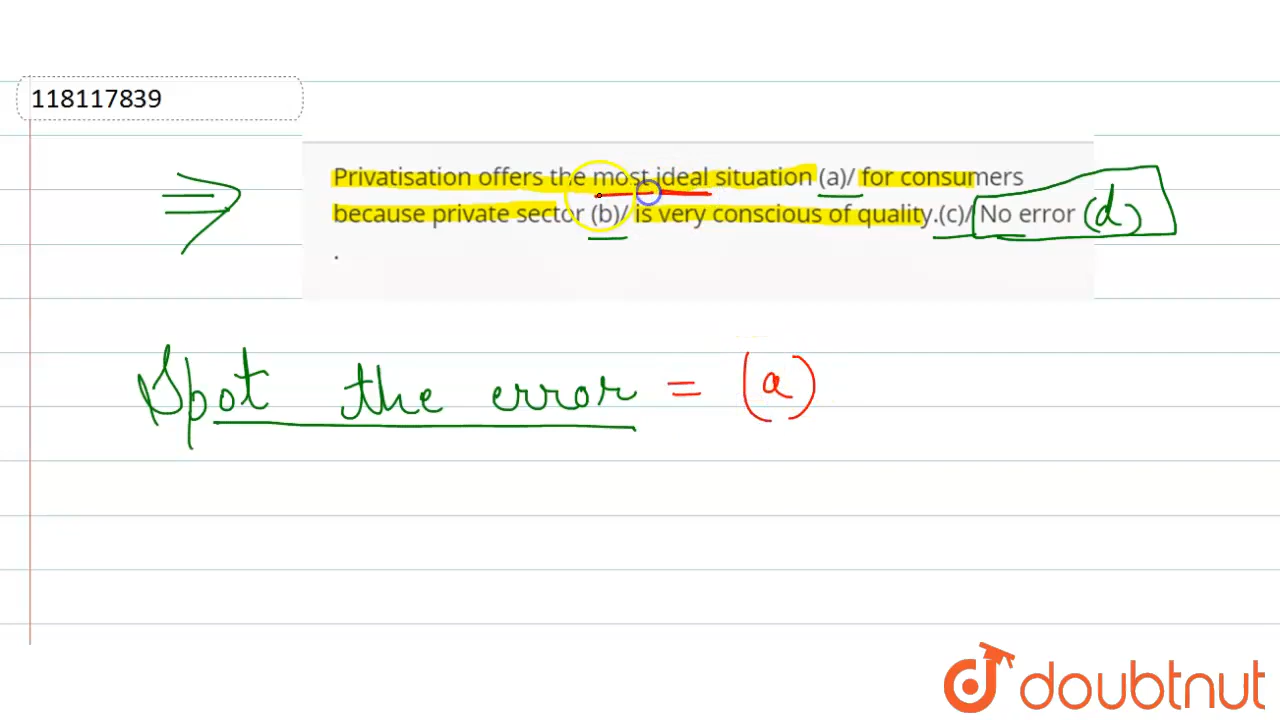 118117839
Privatisation offers the most ideal situation (a)/ for consumers
because private sector (b)/ is very conscious of quality.(c)/ No error (d)
.
Spot the error = (a)
doubtnut